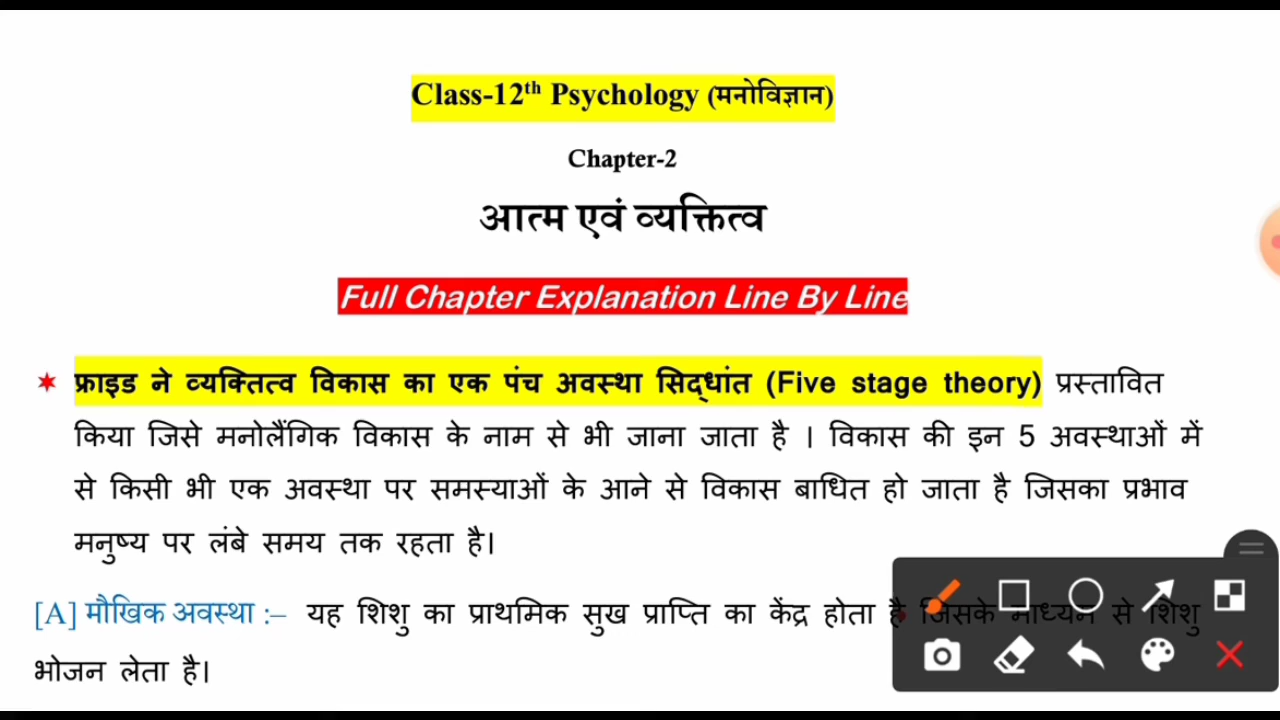 Class-12th Psychology (मनोविज्ञान)
Chapter-2
आत्म एवं व्यक्तित्व
Full Chapter Explanation Line By Line
फ्राइड ने व्यक्तित्व विकास का एक पंच अवस्था सिद्धांत (Five stage theory) प्रस्तावित
किया जिसे मनोलैंगिक विकास के नाम से भी जाना जाता है । विकास की इन 5 अवस्थाओं में
से किसी भी एक अवस्था पर समस्याओं के आने से विकास बाधित हो जाता है जिसका प्रभाव
मनुष्य पर लंबे समय तक रहता है।
[A] मौखिक अवस्था :– यह शिशु का प्राथमिक सुख प्राप्ति का केंद्र होता है जिसके माध्यम से शिशु
भोजन लेता है।